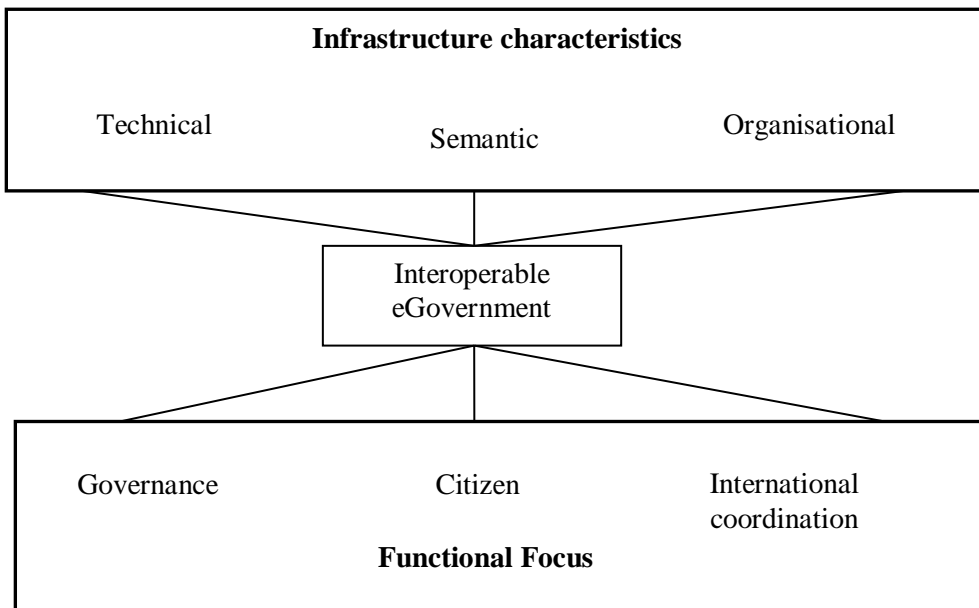 Infrastructure characteristics
Technical
Semantic
Organisational
Interoperable
eGovernment
Governance
Citizen
International
coordination
Functional Focus